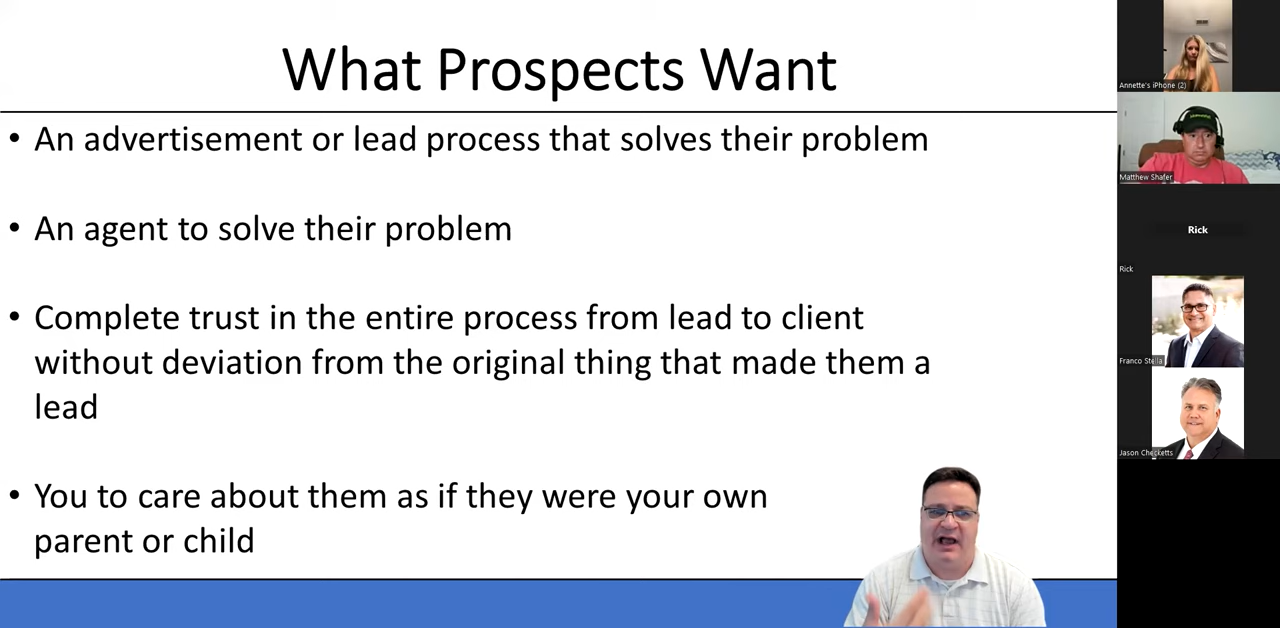 What Prospects Want
• An advertisement or lead process that solves their problem
• An agent to solve their problem
• Complete trust in the entire process from lead to client
without deviation from the original thing that made them a
lead
• You to care about them as if they were your own
parent or child
Annette's iPhone (2)
Matthew Shafer
Rick
Rick
Franco Stella
Jason Checketts